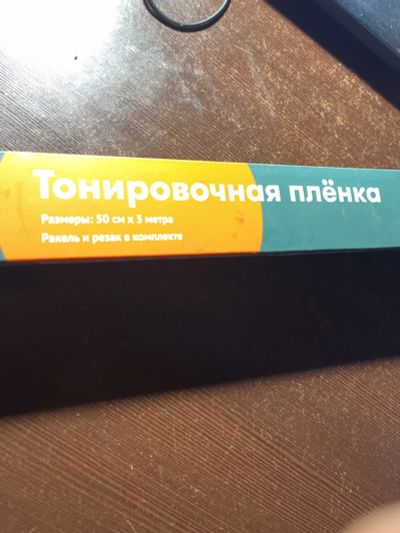 Тонировочная плёнка
Размеры: 50 см х 3 метра
Ракель и резак в комплекте